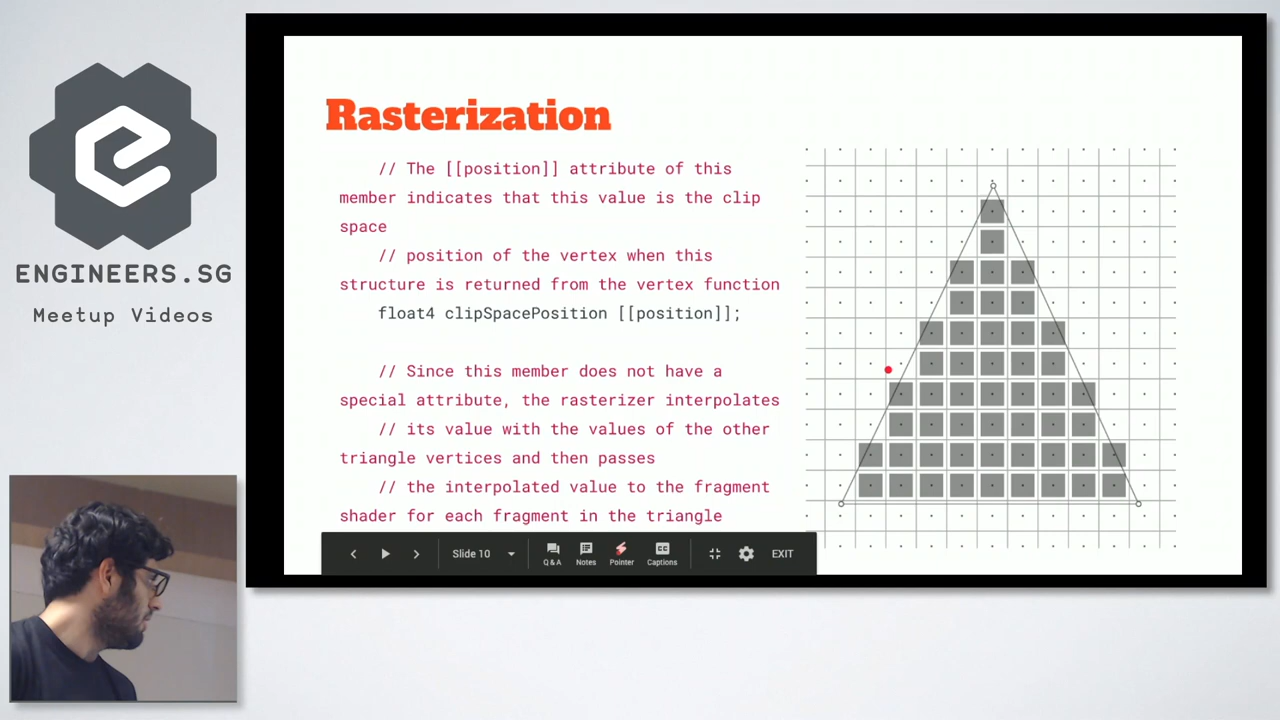 ENGINEERS.SG
Meetup Videos
Rasterization
// The [[position]] attribute of this
member indicates that this value is the clip
space
// position of the vertex when this
structure is returned from the vertex function
float4 clipSpacePosition [[position]];
// Since this member does not have a
special attribute, the rasterizer interpolates
// its value with the values of the other
triangle vertices and then passes
// the interpolated value to the fragment
shader for each fragment in the triangle
Slide 10
Q & A
Notes
Pointer
CC
Captions
EXIT